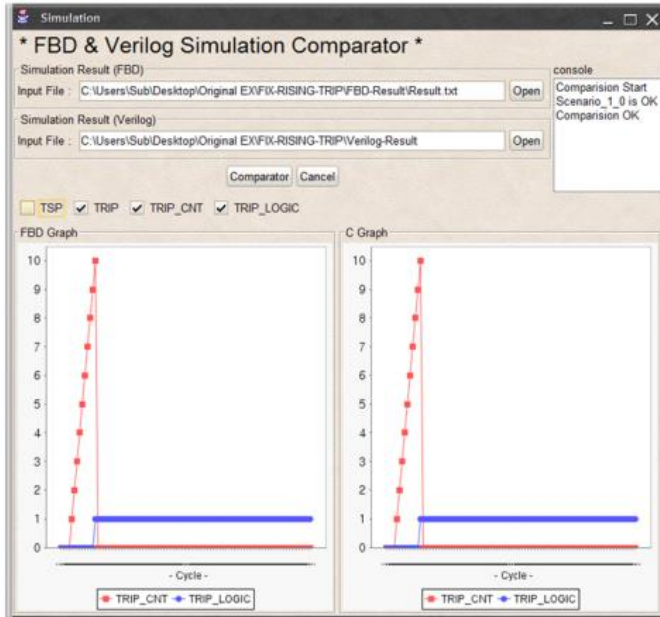 Simulation
* FBD & Verilog Simulation Comparator *
Simulation Result (FBD)
Input File : C:\Users\Sub\Desktop\Original EX\FIX-RISING-TRIP\FBD-Result\Result.txt Open
Simulation Result (Verilog)
Input File : C:\Users\Sub\Desktop\Original EX\FIX-RISING-TRIP\Verilog-Result Open
console
Comparision Start
Scenario_1_0 is OK
Comparision OK
Comparator Cancel
TSP TRIP TRIP_CNT TRIP_LOGIC
FBD Graph
10
9
8
7
6
5
4
3
2
1
0
- Cycle -
TRIP_CNT TRIP_LOGIC
C Graph
10
9
8
7
6
5
4
3
2
1
0
- Cycle -
TRIP_CNT TRIP_LOGIC